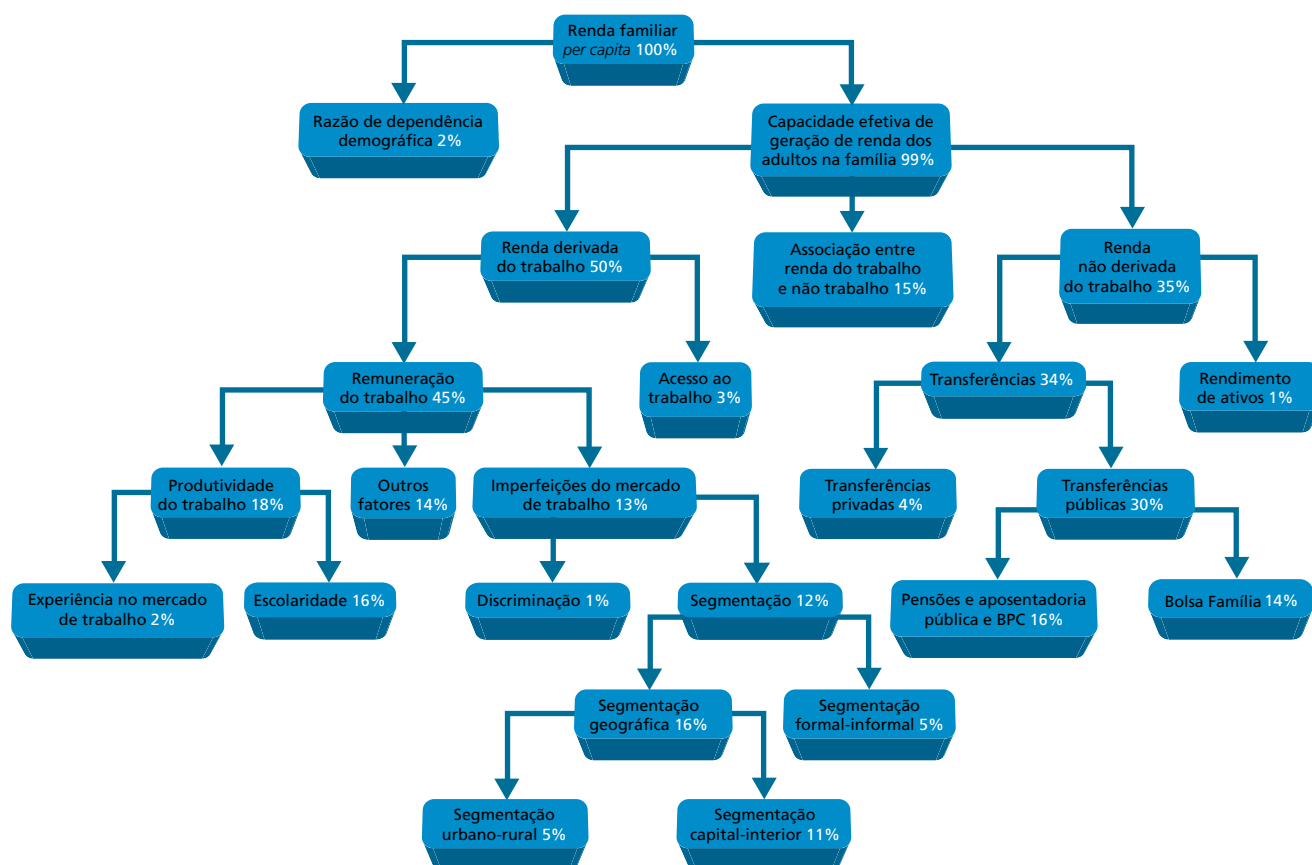 Renda familiar
per capita 100%
Razão de dependência
demográfica 2%
Capacidade efetiva de
geração de renda dos
adultos na família 99%
Renda derivada
do trabalho 50%
Associação entre
renda do trabalho
e não trabalho 15%
Renda
não derivada
do trabalho 35%
Remuneração
do trabalho 45%
Acesso ao
trabalho 3%
Transferências 34%
Rendimento
de ativos 1%
Produtividade
do trabalho 18%
Outros
fatores 14%
Imperfeições do mercado
de trabalho 13%
Transferências
privadas 4%
Transferências
públicas 30%
Experiência no mercado
de trabalho 2%
Escolaridade 16%
Discriminação 1%
Segmentação 12%
Pensões e aposentadoria
pública e BPC 16%
Bolsa Família 14%
Segmentação
geográfica 16%
Segmentação
formal-informal 5%
Segmentação
urbano-rural 5%
Segmentação
capital-interior 11%